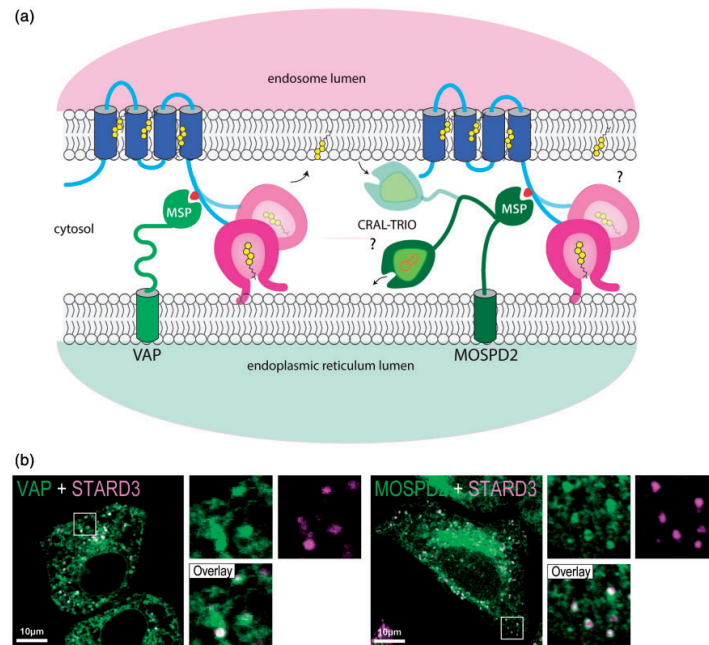 (a)
endosome lumen
MSP
cytosol
CRAL-TRIO
MSP
?
?
VAP
MOSPD2
endoplasmic reticulum lumen
(b)
VAP + STARD3
MOSPD2 + STARD3
Overlay
Overlay
10µm
10µm